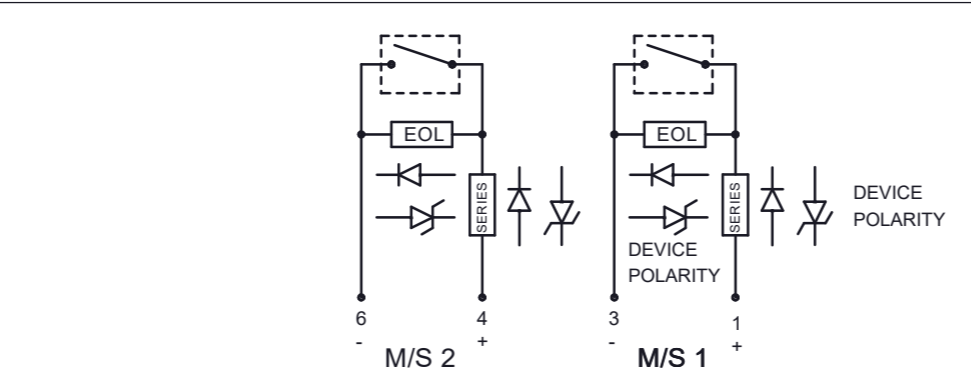 EOL
SERIES
6
-
4
+
M/S 2
EOL
SERIES
DEVICE
POLARITY
DEVICE
POLARITY
3
-
1
+
M/S 1